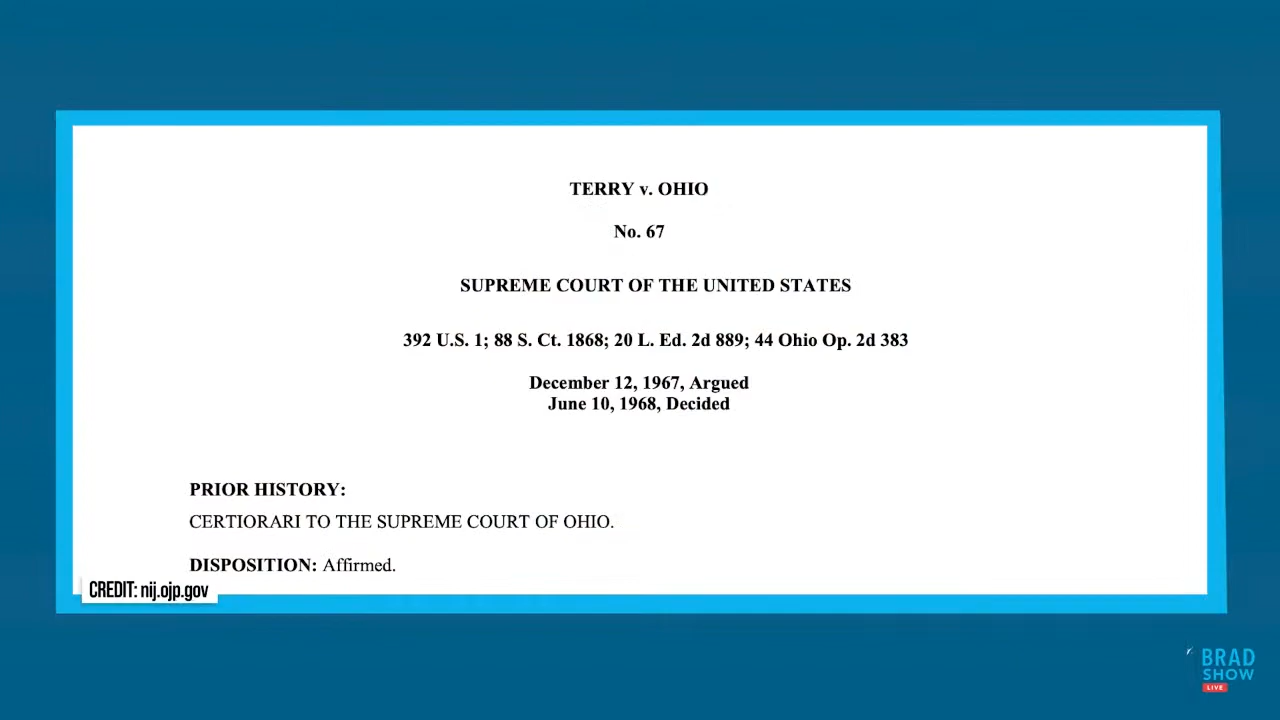 TERRY v. OHIO
No. 67
SUPREME COURT OF THE UNITED STATES
392 U.S. 1; 88 S. Ct. 1868; 20 L. Ed. 2d 889; 44 Ohio Op. 2d 383
December 12, 1967, Argued
June 10, 1968, Decided
PRIOR HISTORY:
CERTIORARI TO THE SUPREME COURT OF OHIO.
DISPOSITION: Affirmed.
CREDIT: nij.ojp.gov
BRAD
SHOW
LIVE